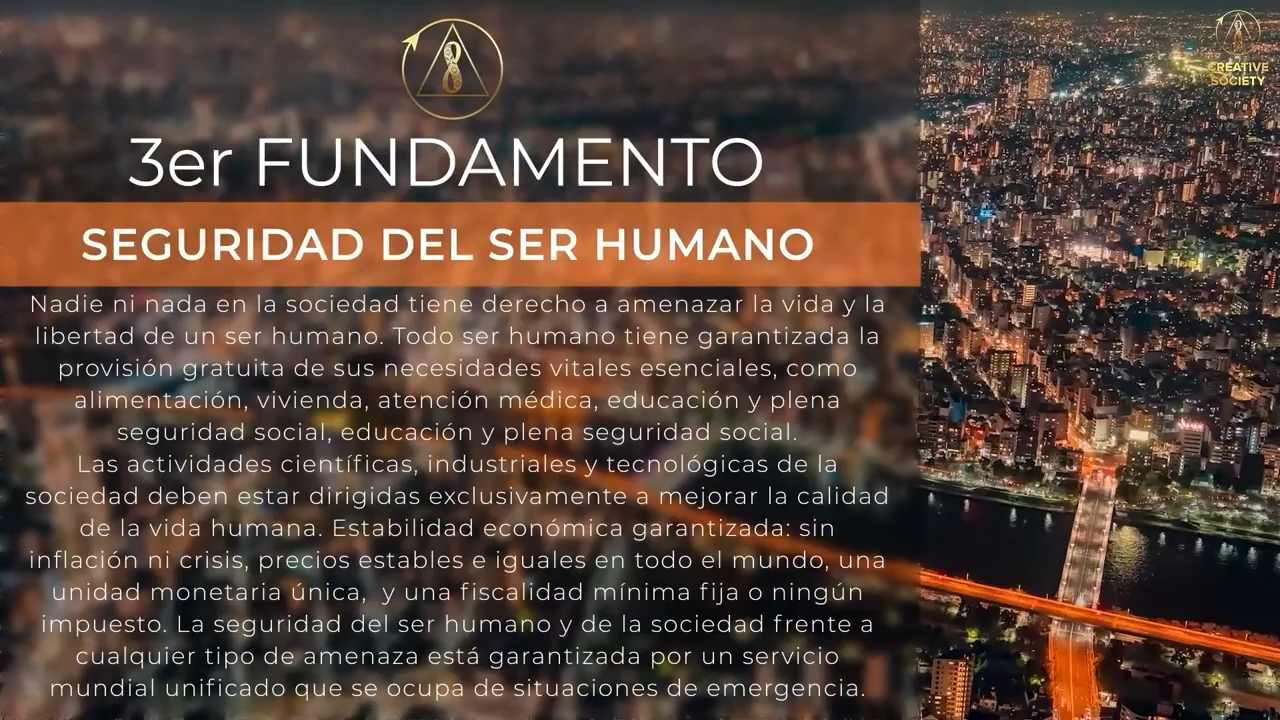 CREATIVE
SOCIETY
3er FUNDAMENTO
SEGURIDAD DEL SER HUMANO
Nadie ni nada en la sociedad tiene derecho a amenazar la vida y la
libertad de un ser humano. Todo ser humano tiene garantizada la
provisión gratuita de sus necesidades vitales esenciales, como
alimentación, vivienda, atención médica, educación y plena
seguridad social, educación y plena seguridad social.
Las actividades científicas, industriales y tecnológicas de la
sociedad deben estar dirigidas exclusivamente a mejorar la calidad
de la vida humana. Estabilidad económica garantizada: sin
inflación ni crisis, precios estables e iguales en todo el mundo, una
unidad monetaria única,  y una fiscalidad mínima fija o ningún
impuesto. La seguridad del ser humano y de la sociedad frente a
cualquier tipo de amenaza está garantizada por un servicio
mundial unificado que se ocupa de situaciones de emergencia.